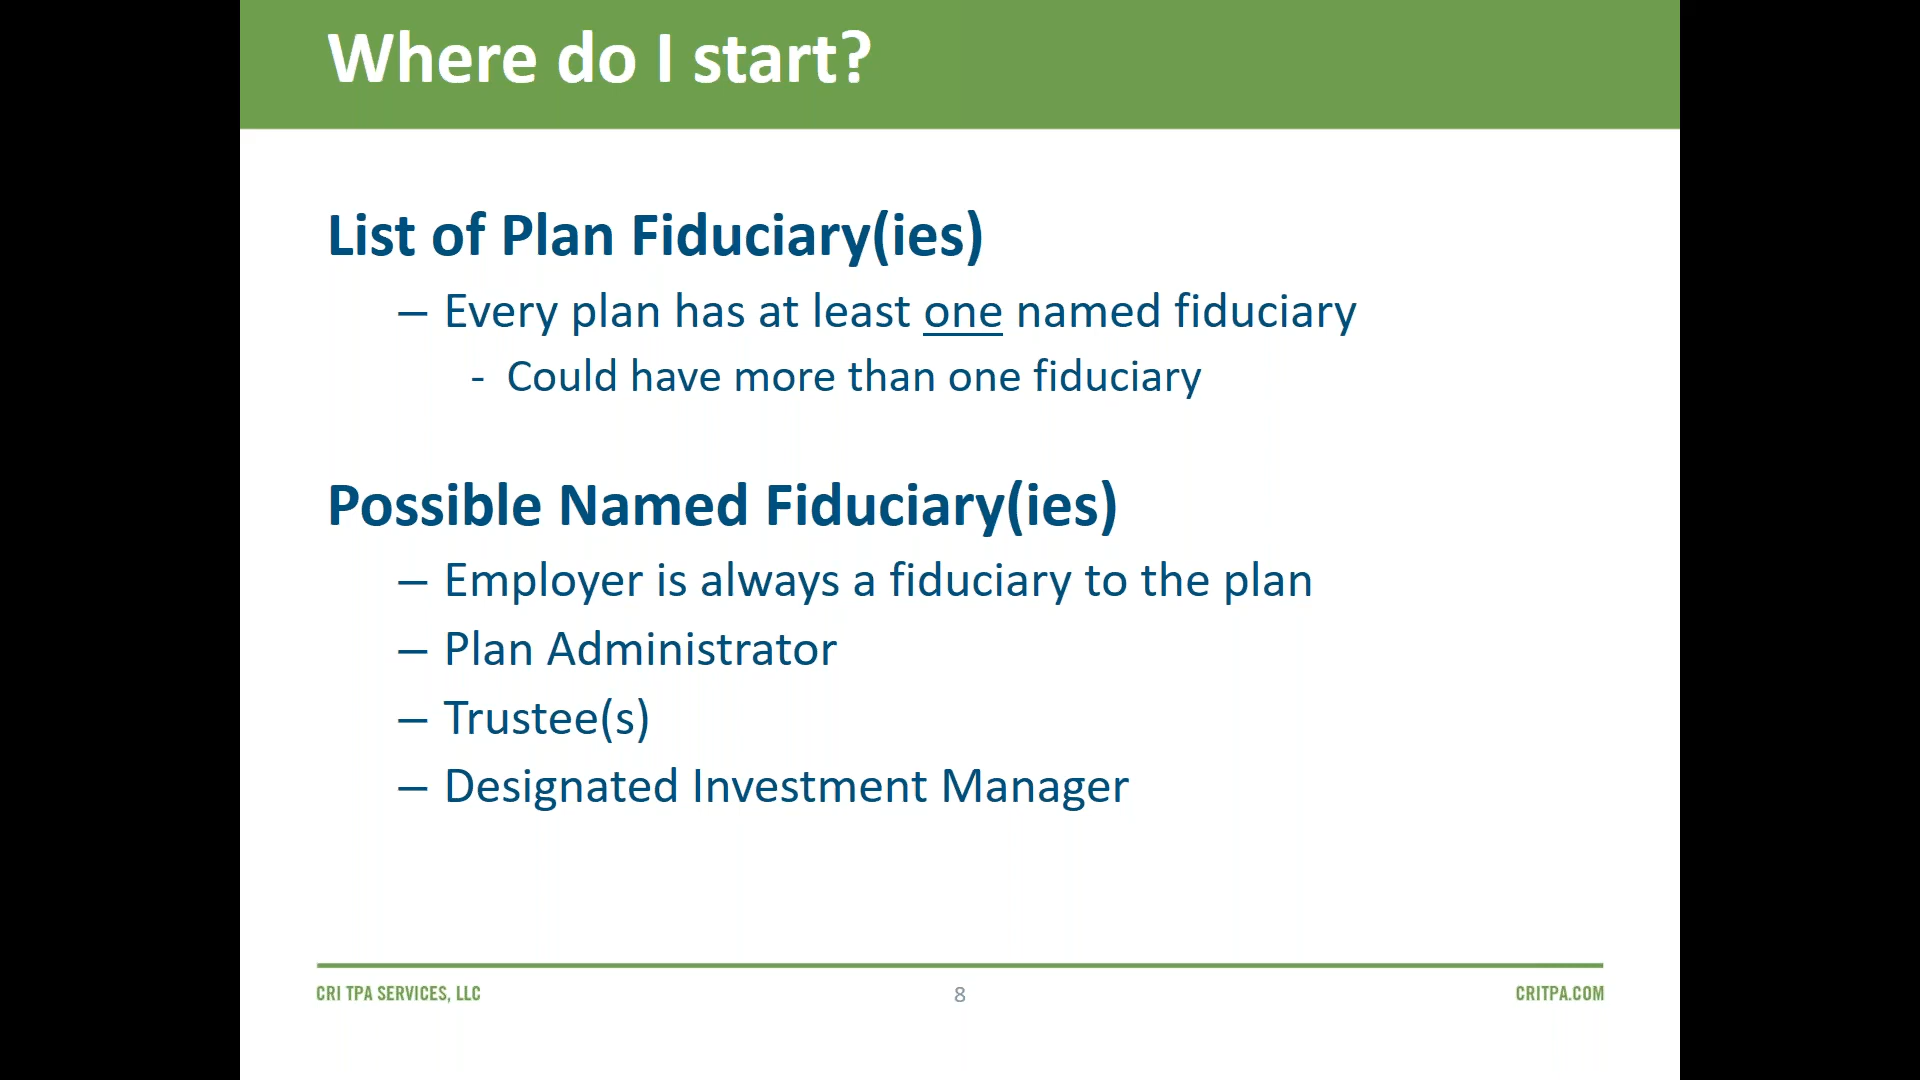 Where do I start?
List of Plan Fiduciary(ies)
– Every plan has at least one named fiduciary
- Could have more than one fiduciary
Possible Named Fiduciary(ies)
– Employer is always a fiduciary to the plan
– Plan Administrator
– Trustee(s)
– Designated Investment Manager
CRI TPA SERVICES, LLC
8
CRITPA.COM